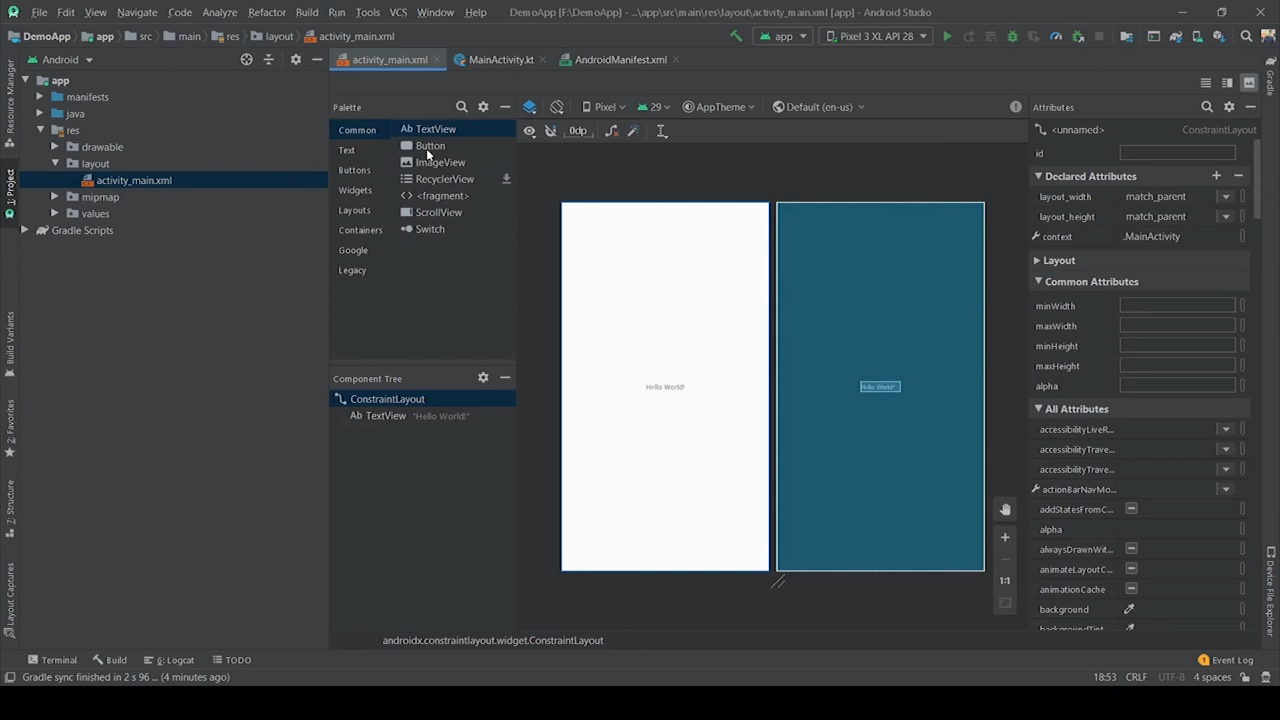 File Edit View Navigate Code Analyze Refactor Build Run Tools VCS Window Help DemoApp [F:\DemoApp] - ...\app\src\main\res\layout\activity_main.xml [app] - Android Studio
DemoApp app src main res layout activity_main.xml app Pixel 3 XL API 28
Resource Manager
1: Project
Build Variants
2: Favorites
7: Structure
Layout Captures
Android
app
manifests
java
res
drawable
layout
activity_main.xml
mipmap
values
Gradle Scripts
activity_main.xml MainActivity.kt AndroidManifest.xml
Palette
Common
Text
Buttons
Widgets
Layouts
Containers
Google
Legacy
Ab TextView
Button
ImageView
RecyclerView
<fragment>
ScrollView
Switch
Component Tree
ConstraintLayout
Ab TextView "Hello World!"
Pixel 29 AppTheme Default (en-us)
0dp
Hello World!
Hello World!
1:1
androidx.constraintlayout.widget.ConstraintLayout
Attributes
<unnamed> ConstraintLayout
id
Declared Attributes
layout_width match_parent
layout_height match_parent
context .MainActivity
Layout
Common Attributes
minWidth
maxWidth
minHeight
maxHeight
alpha
All Attributes
accessibilityLiveR...
accessibilityTrave...
accessibilityTrave...
actionBarNavMo...
addStatesFromC...
alpha
alwaysDrawnWit...
animateLayoutC...
animationCache
background
backgroundTint
Gradle
Device File Explorer
Terminal Build 6: Logcat TODO 1 Event Log
Gradle sync finished in 2 s 96 ... (4 minutes ago) 18:53 CRLF UTF-8 4 spaces